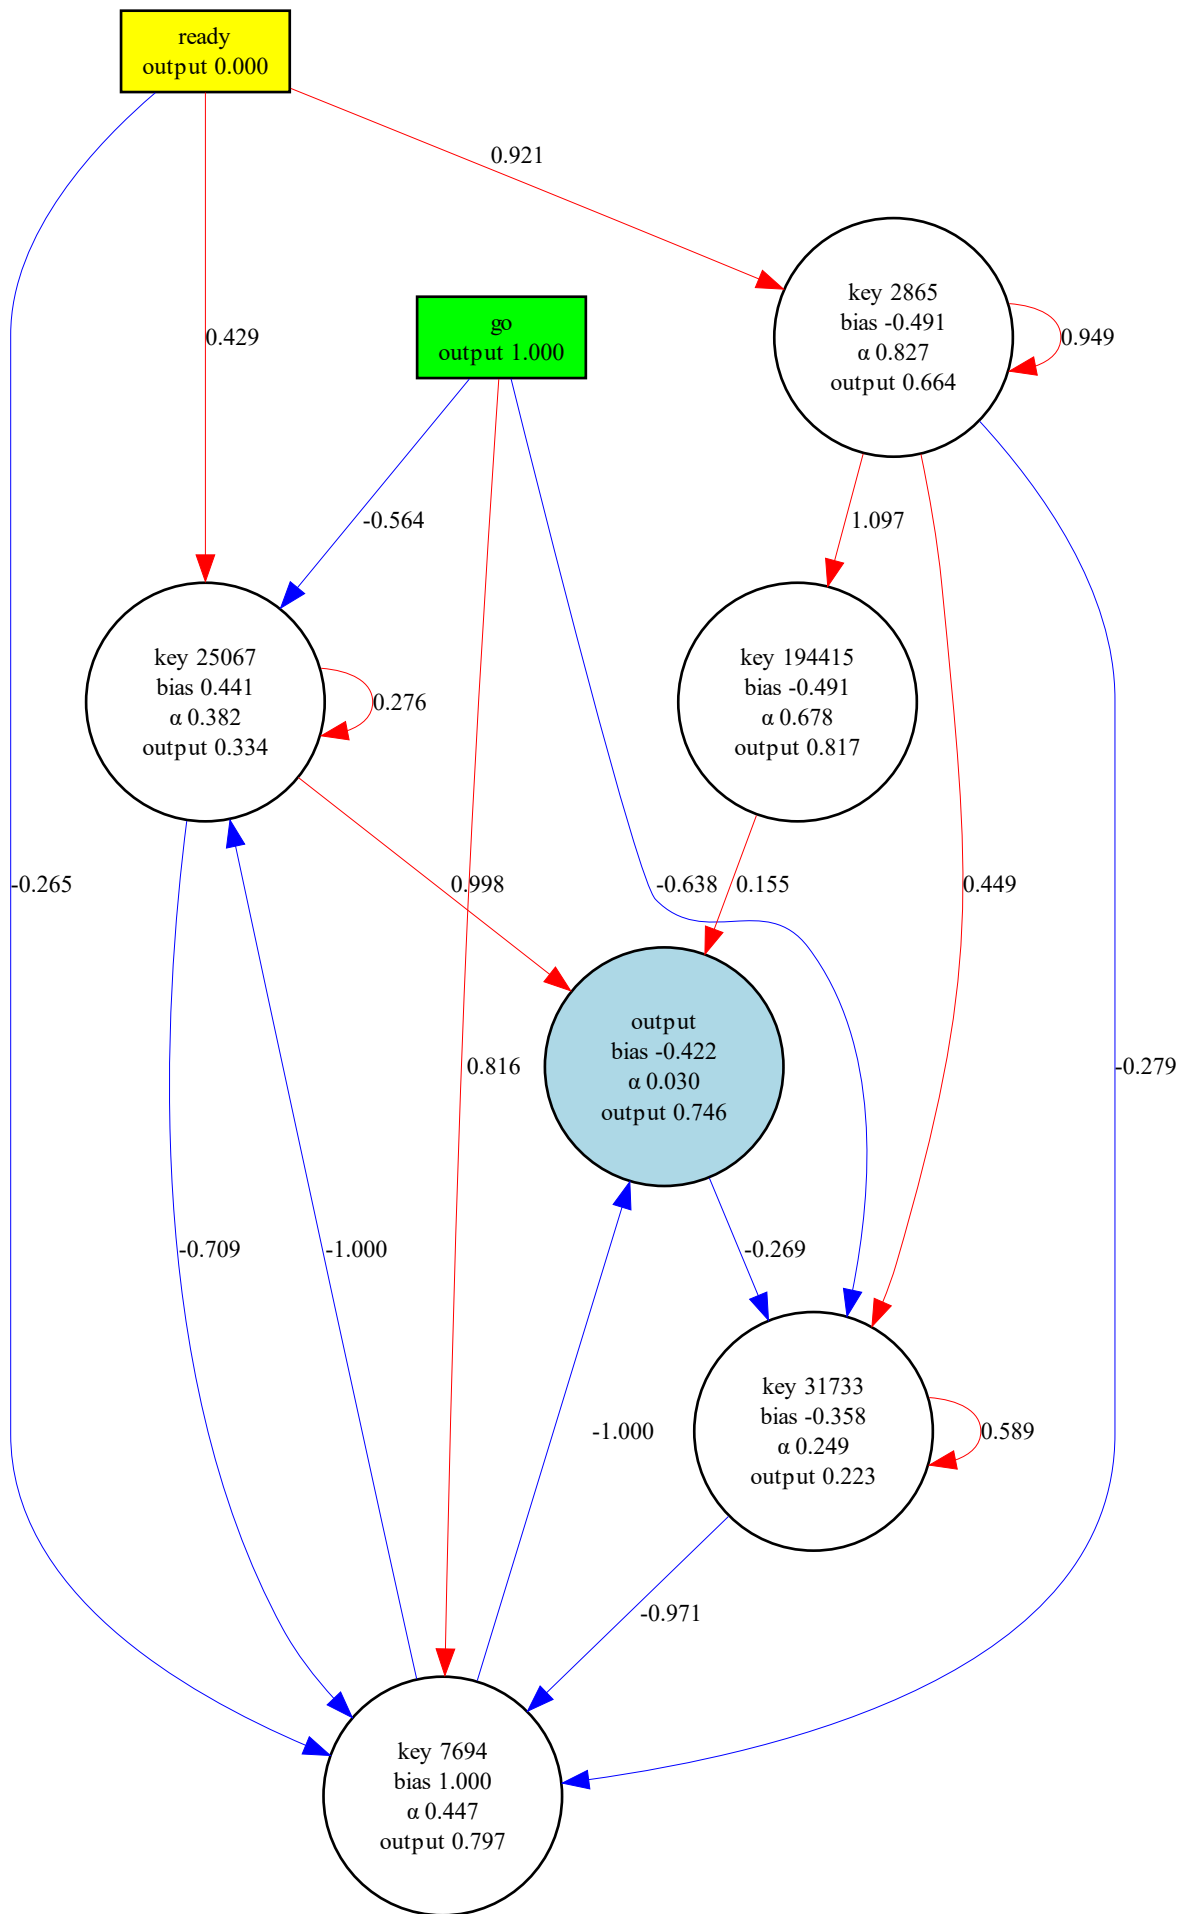 ready
output 0.000
0.921
key 2865
bias -0.491
α 0.827
output 0.664
0.949
go
output 1.000
0.429
-0.564
1.097
key 25067
bias 0.441
α 0.382
output 0.334
0.276
key 194415
bias -0.491
α 0.678
output 0.817
-0.265
0.998
-0.638
0.155
0.449
output
bias -0.422
α 0.030
output 0.746
0.816
-0.279
-0.709
-1.000
-0.269
key 31733
bias -0.358
α 0.249
output 0.223
0.589
-1.000
-0.971
key 7694
bias 1.000
α 0.447
output 0.797